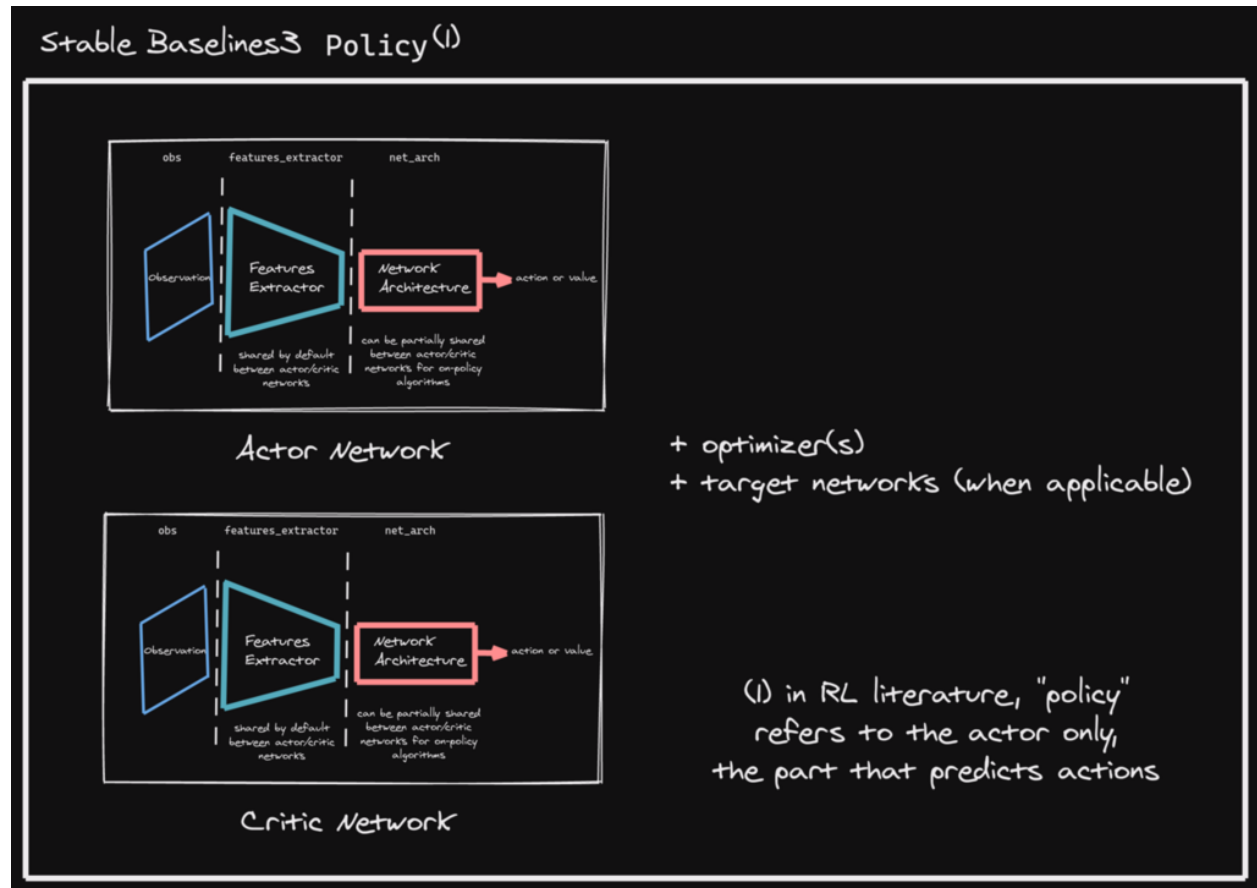 Stable Baselines3 Policy(1)
obs features_extractor net_arch
Observation
Features
Extractor
Network
Architecture
action or value
shared by default
between actor/critic
networks
can be partially shared
between actor/critic
networks for on-policy
algorithms
Actor Network
+ optimizer(s)
+ target networks (when applicable)
obs features_extractor net_arch
Observation
Features
Extractor
Network
Architecture
action or value
shared by default
between actor/critic
networks
can be partially shared
between actor/critic
networks for on-policy
algorithms
Critic Network
(1) in RL literature, "policy"
refers to the actor only,
the part that predicts actions